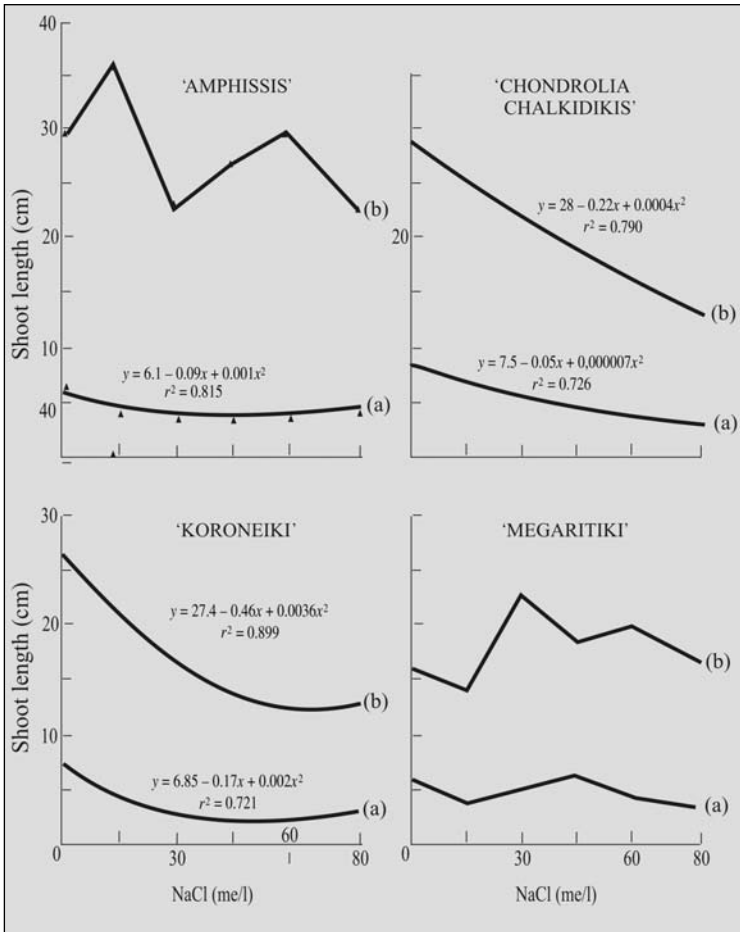 40
30
20
10
40
Shoot length (cm)
'AMPHISSIS'
(b)
y = 6.1 – 0.09x + 0.001x²
r² = 0.815
(a)
'CHONDROLIA
CHALKIDIKIS'
20
y = 28 – 0.22x + 0.0004x²
r² = 0.790
(b)
y = 7.5 – 0.05x + 0,000007x²
r² = 0.726
(a)
30
20
10
0
Shoot length (cm)
'KORONEIKI'
y = 27.4 – 0.46x + 0.0036x²
r² = 0.899
(b)
y = 6.85 – 0.17x + 0.002x²
r² = 0.721
(a)
30
60
80
NaCl (me/l)
'MEGARITIKI'
(b)
(a)
0
30
60
80
NaCl (me/l)